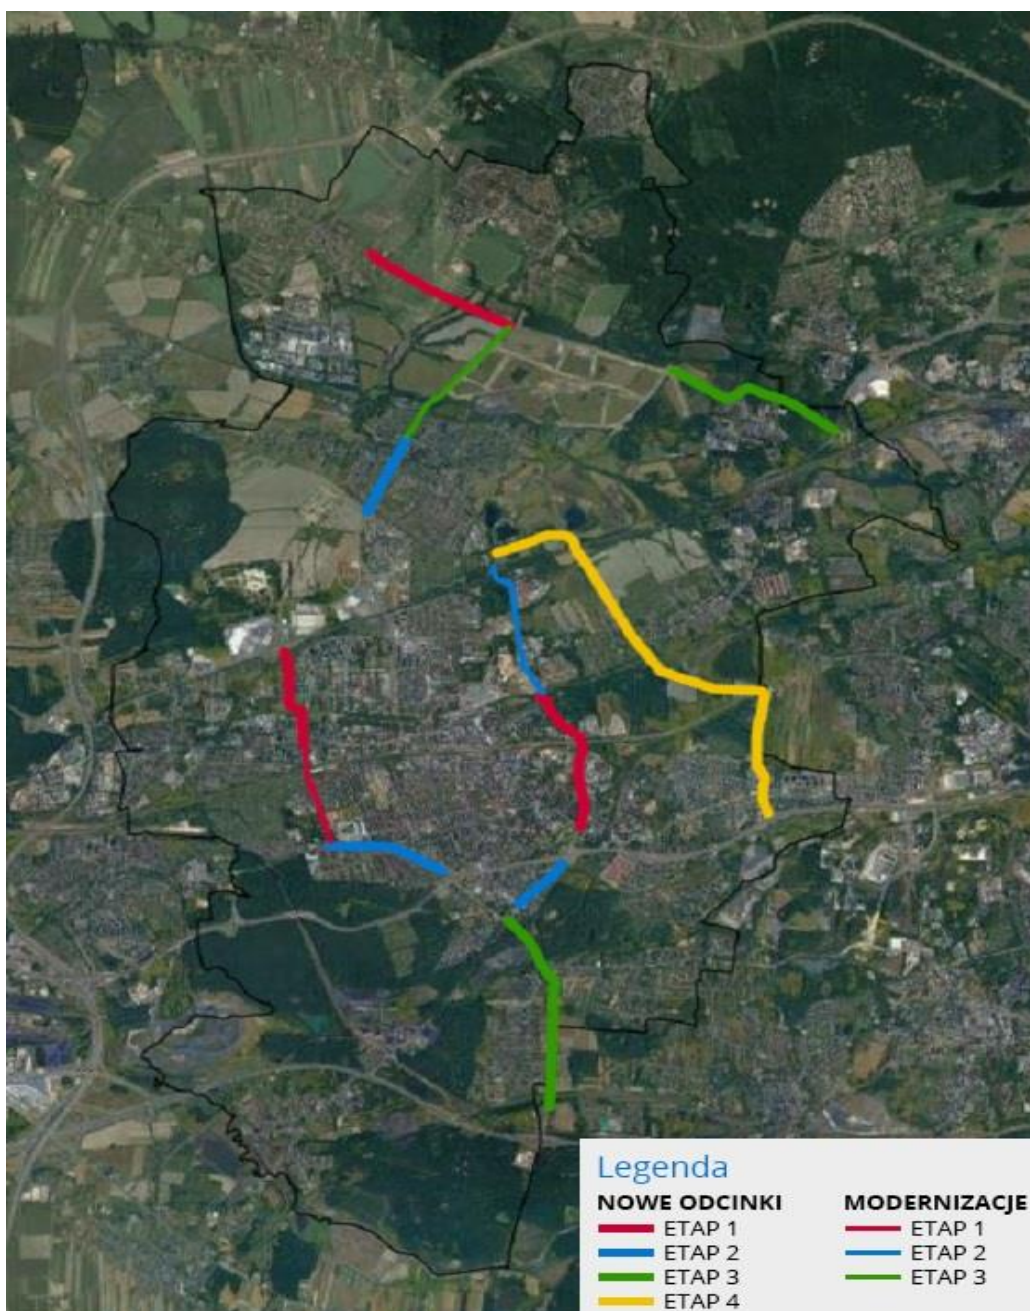 Legenda
NOWE ODCINKI MODERNIZACJE
ETAP 1 ETAP 1
ETAP 2 ETAP 2
ETAP 3 ETAP 3
ETAP 4